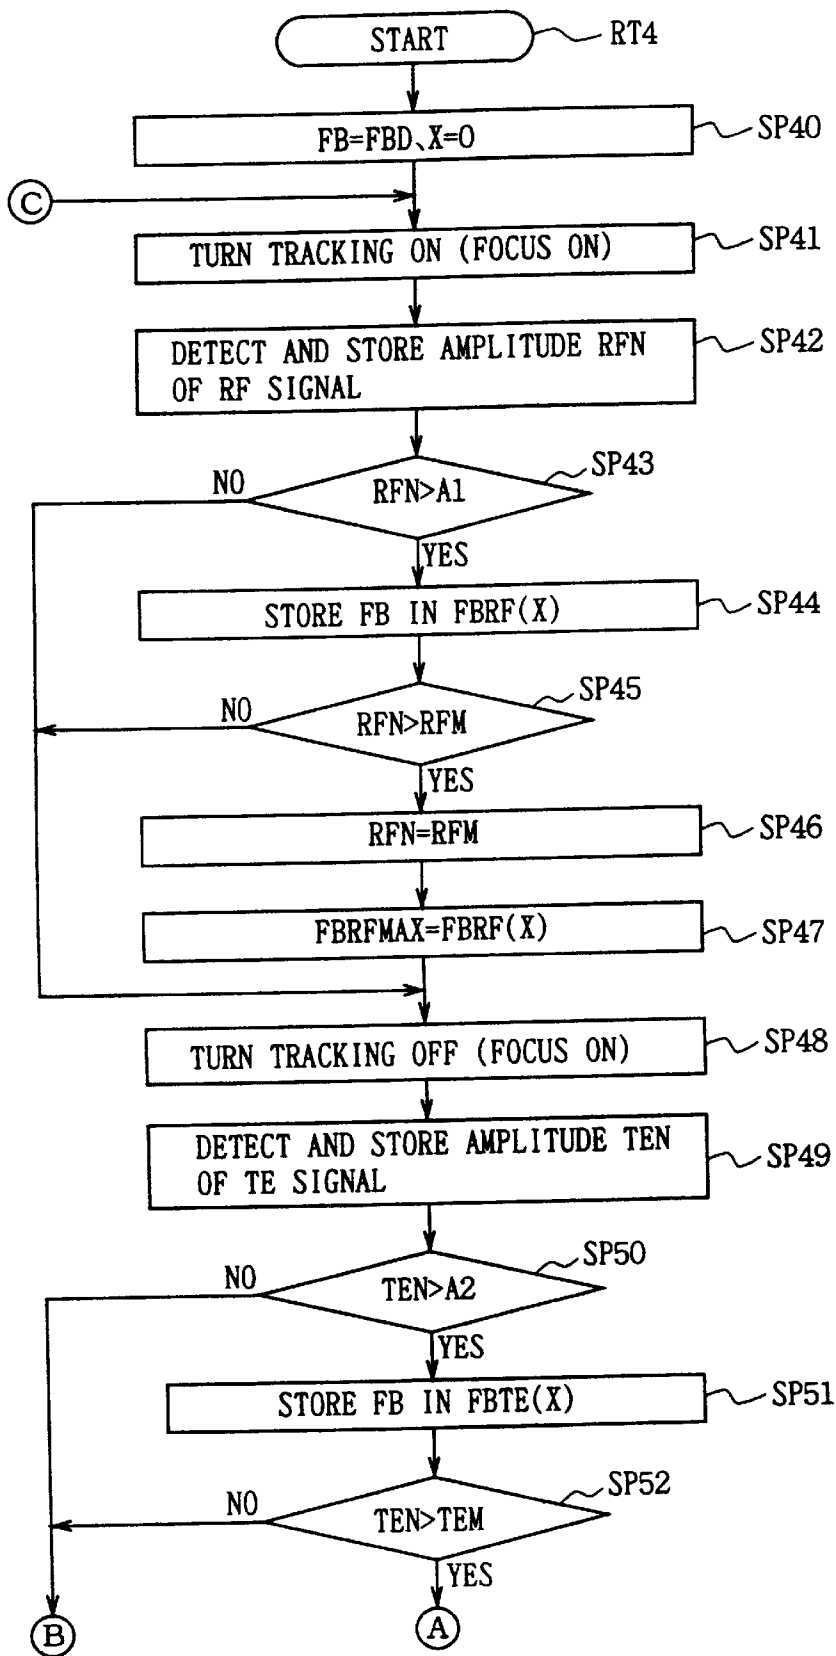 START
RT4
FB=FBD、X=0
SP40
C
TURN TRACKING ON (FOCUS ON)
SP41
DETECT AND STORE AMPLITUDE RFN
OF RF SIGNAL
SP42
RFN>A1
SP43
NO
YES
STORE FB IN FBRF(X)
SP44
RFN>RFM
SP45
NO
YES
RFN=RFM
SP46
FBRFMAX=FBRF(X)
SP47
TURN TRACKING OFF (FOCUS ON)
SP48
DETECT AND STORE AMPLITUDE TEN
OF TE SIGNAL
SP49
TEN>A2
SP50
NO
YES
STORE FB IN FBTE(X)
SP51
TEN>TEM
SP52
NO
YES
B
A